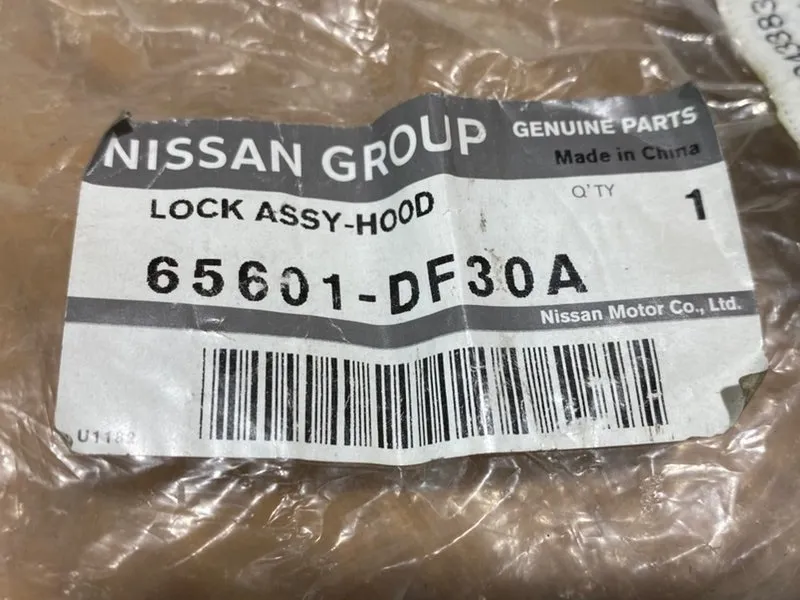 NISSAN GROUP
GENUINE PARTS
Made in China
LOCK ASSY-HOOD
Q'TY
1
65601-DF30A
Nissan Motor Co., Ltd.
U1182